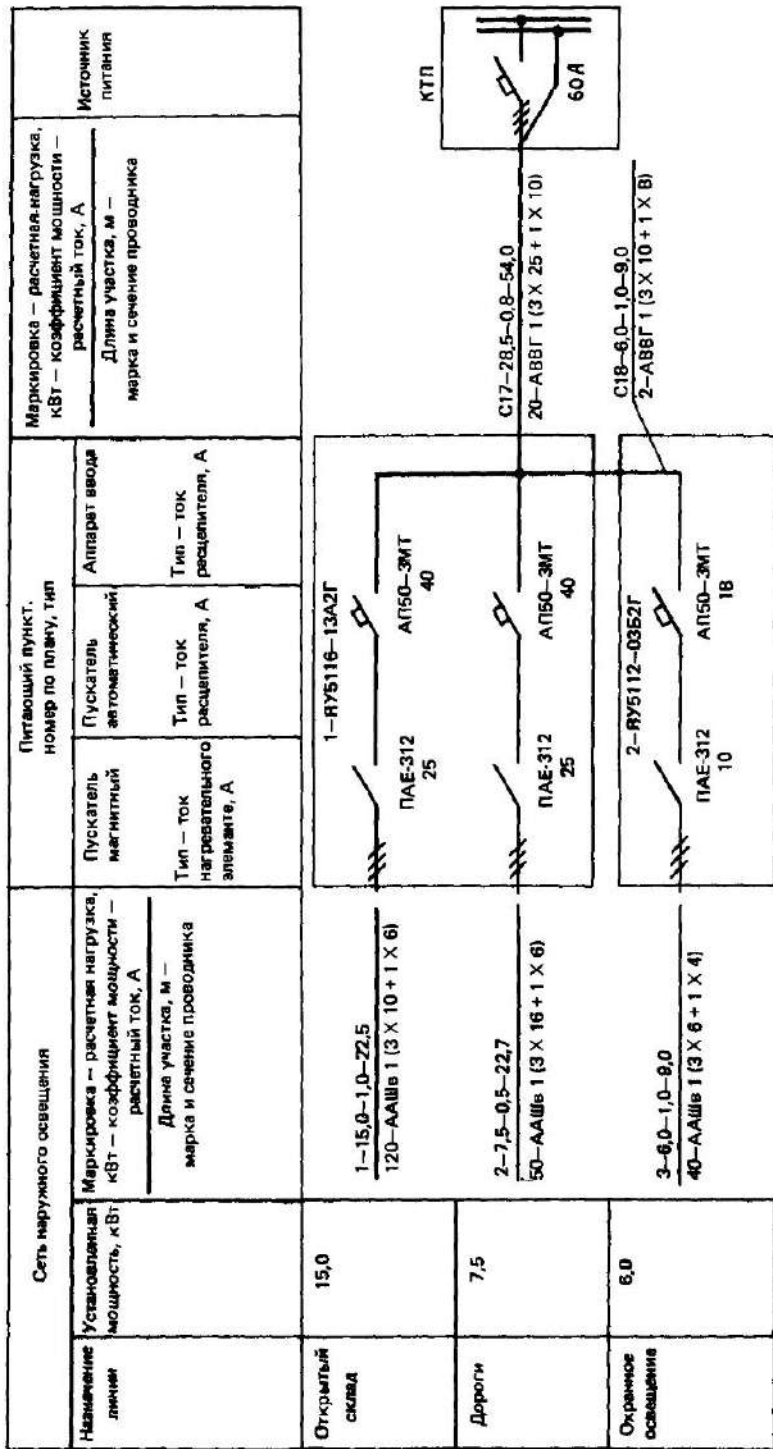 Сеть наружного освещения
Питающий пункт.
номер по плану, тип
Маркировка — расчетная нагрузка,
кВт — коэффициент мощности —
расчетный ток, А
Длина участка, м —
марка и сечение проводника
Источник
питания
Назначение
линии
Установленная
мощность, кВт
Маркировка — расчетная нагрузка,
кВт — коэффициент мощности —
расчетный ток, А
Длина участка, м —
марка и сечение проводника
Пускатель
магнитный
Тип — ток
нагревательного
элеманте, А
Пускатель
автоматический
Тип — ток
расцепителя, А
Аппарат ввода
Тип — ток
расцепителя, А
Открытый
склад
15,0
1—15,0—1,0—22,5
120—ААШв 1 (3 X 10 + 1 X 6)
1—ЯУ5116—13А2Г
ПАЕ-312
25
АП50—3МТ
40
Дороги
7,5
2—7,5—0,5—22,7
50—ААШв 1 (3 X 16 + 1 X 6)
ПАЕ-312
25
АП50—3МТ
40
С17—28,5—0,8—54,0
20—АВВГ 1 (3 X 25 + 1 X 10)
КТП
60А
Охранное
освещение
6,0
3—6,0—1,0—9,0
40—ААШв 1 (3 X 6 + 1 X 4)
2—ЯУ5112—03Б2Г
ПАЕ-312
10
АП50—3МТ
1В
С18—6,0—1,0—9,0
2—АВВГ 1 (3 X 10 + 1 X В)